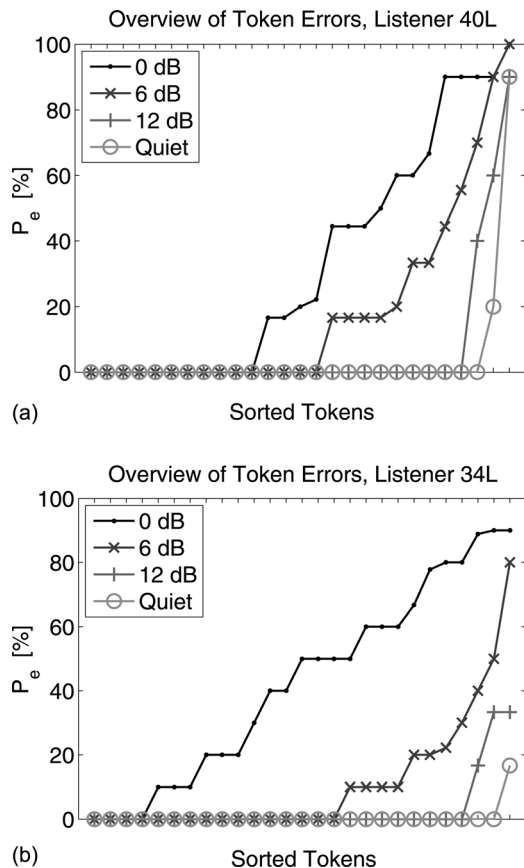 Overview of Token Errors, Listener 40L
100
80
60
40
20
0
P_e [%]
0 dB
6 dB
12 dB
Quiet
(a)
Sorted Tokens
Overview of Token Errors, Listener 34L
100
80
60
40
20
0
P_e [%]
0 dB
6 dB
12 dB
Quiet
(b)
Sorted Tokens